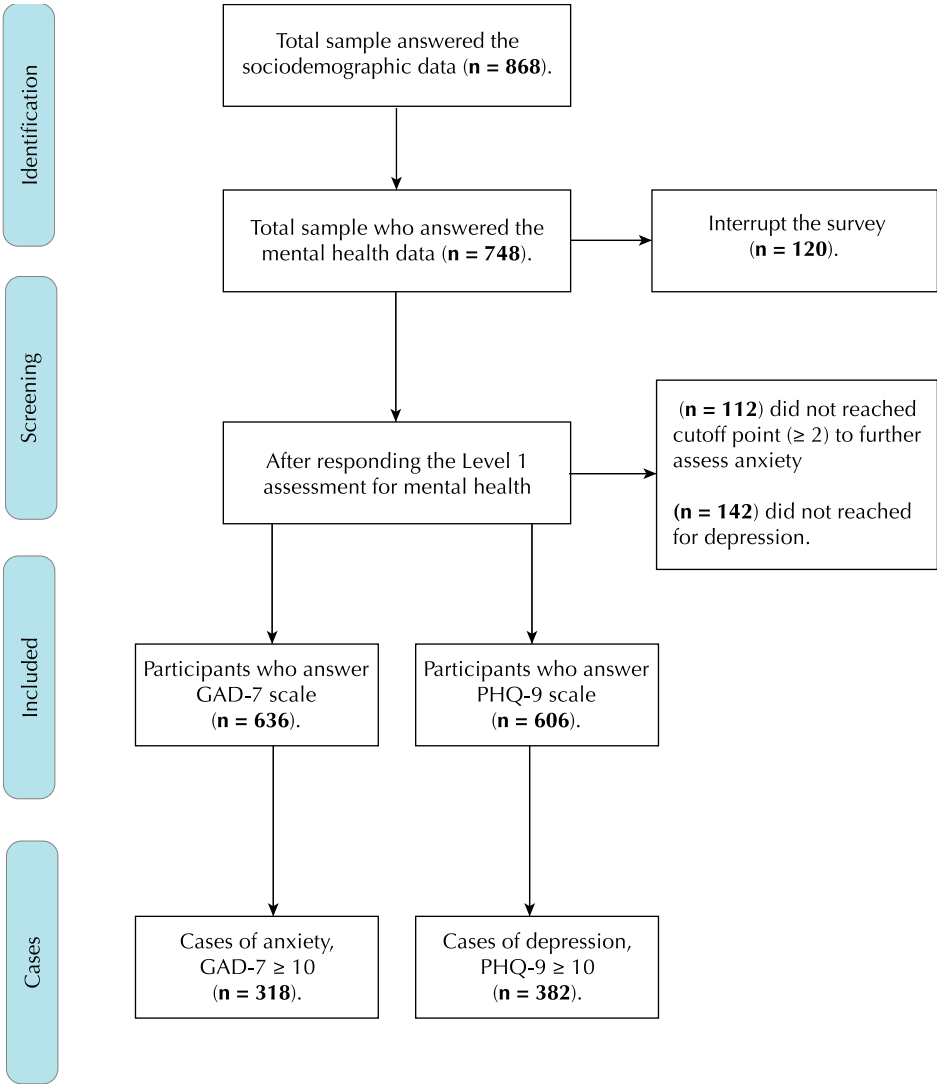 Identification
Total sample answered the
sociodemographic data (n = 868).
Total sample who answered the
mental health data (n = 748).
Interrupt the survey
(n = 120).
Screening
After responding the Level 1
assessment for mental health
(n = 112) did not reached
cutoff point (≥ 2) to further
assess anxiety
(n = 142) did not reached
for depression.
Included
Participants who answer
GAD-7 scale
(n = 636).
Participants who answer
PHQ-9 scale
(n = 606).
Cases
Cases of anxiety,
GAD-7 ≥ 10
(n = 318).
Cases of depression,
PHQ-9 ≥ 10
(n = 382).